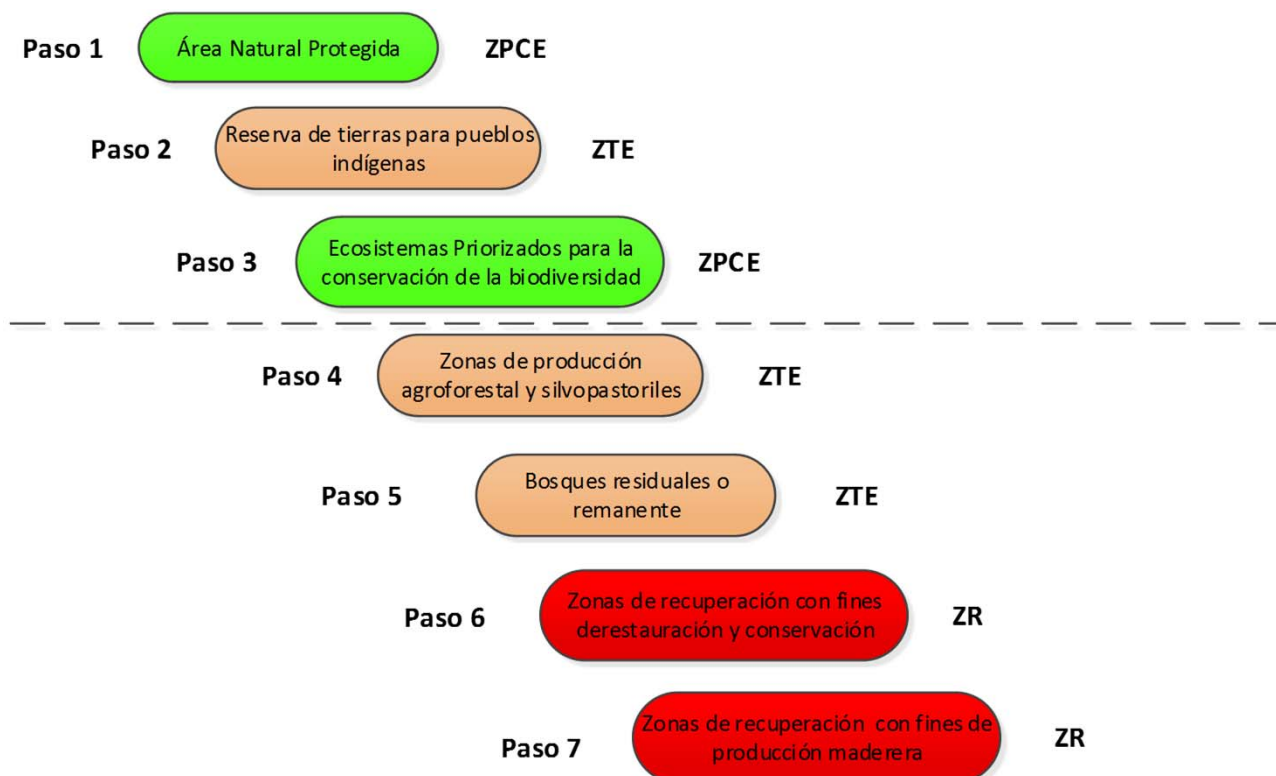 Paso 1 Área Natural Protegida ZPCE
Paso 2 Reserva de tierras para pueblos
indígenas ZTE
Paso 3 Ecosistemas Priorizados para la
conservación de la biodiversidad ZPCE
Paso 4 Zonas de producción
agroforestal y silvopastoriles ZTE
Paso 5 Bosques residuales o
remanente ZTE
Paso 6 Zonas de recuperación con fines
derestauración y conservación ZR
Paso 7 Zonas de recuperación con fines de
producción maderera ZR